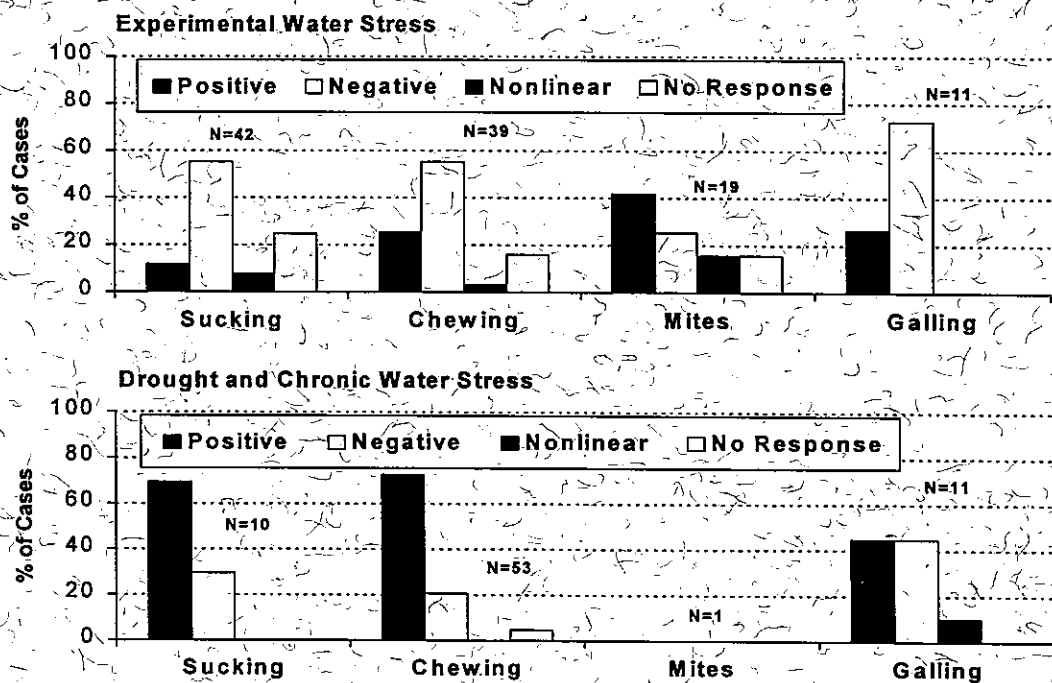 Experimental Water Stress
% of Cases
100
80
60
40
20
0
Positive Negative Nonlinear No Response
N=42
N=39
N=19
N=11
Sucking Chewing Mites Galling
Drought and Chronic Water Stress
% of Cases
100
80
60
40
20
0
Positive Negative Nonlinear No Response
N=10
N=53
N=1
N=11
Sucking Chewing Mites Galling